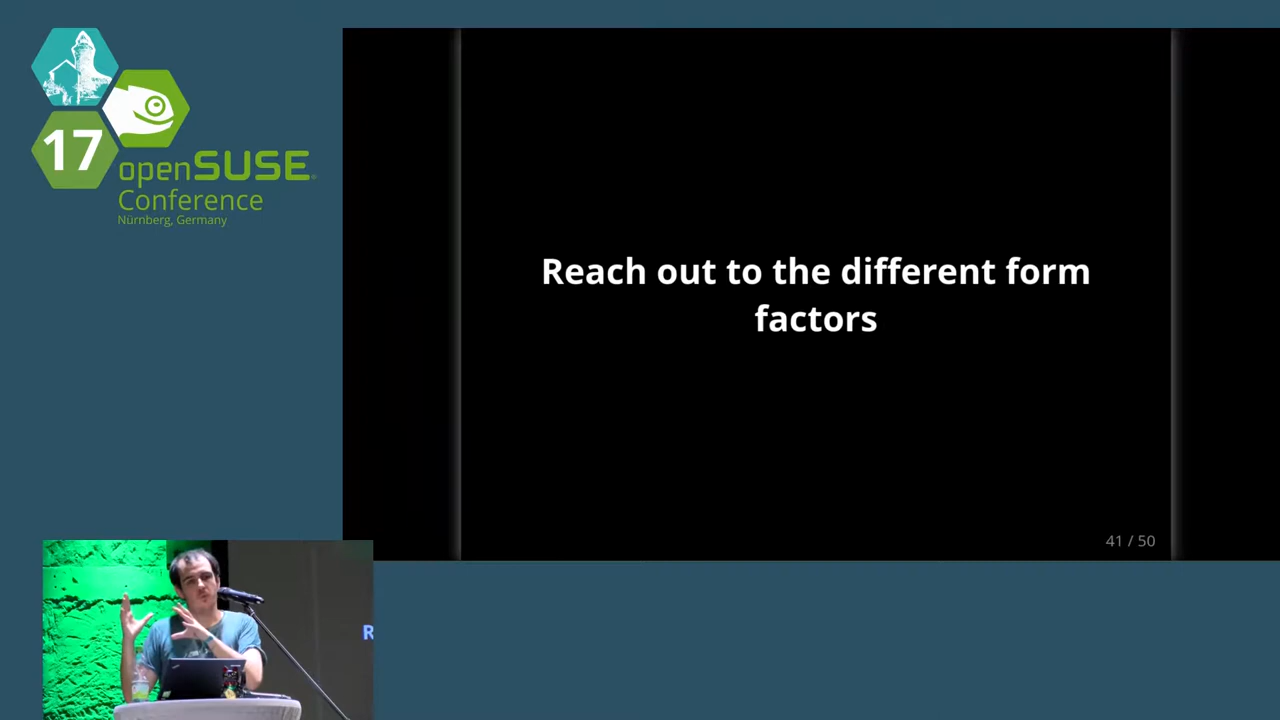 17
openSUSE
Conference
Nürnberg, Germany
Reach out to the different form
factors
41 / 50
R